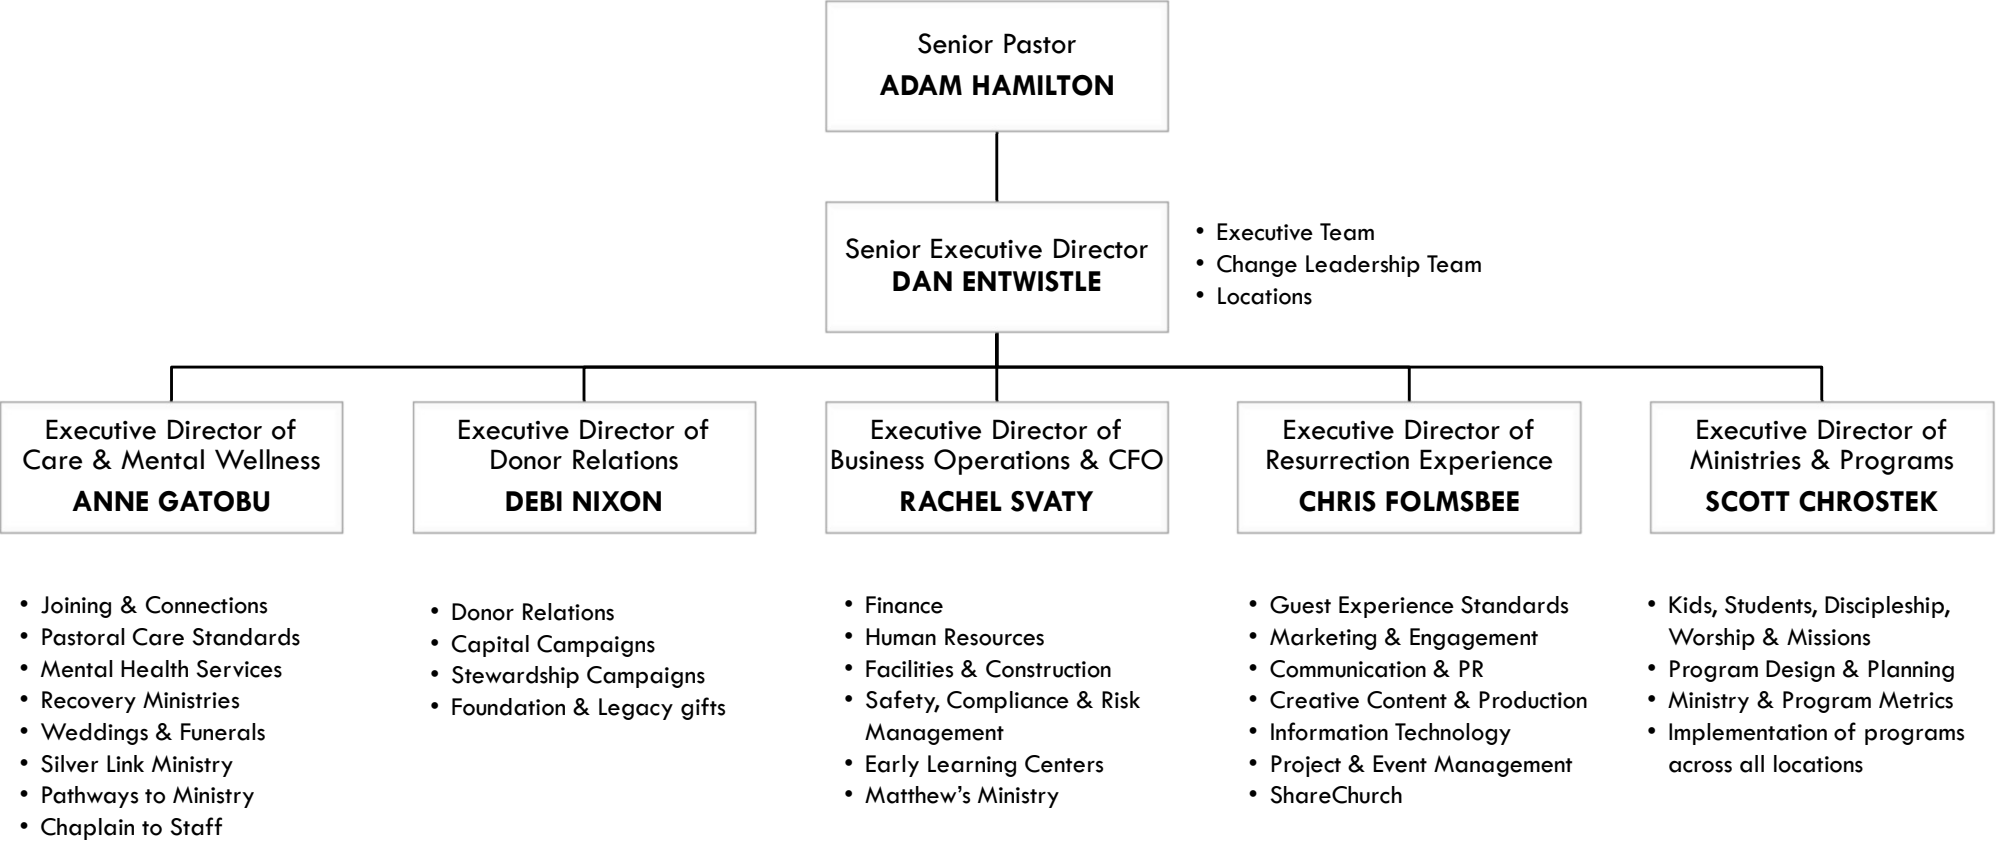 Senior Pastor
ADAM HAMILTON
Senior Executive Director
DAN ENTWISTLE
• Executive Team
• Change Leadership Team
• Locations
Executive Director of
Care & Mental Wellness
ANNE GATOBU
Executive Director of
Donor Relations
DEBI NIXON
Executive Director of
Business Operations & CFO
RACHEL SVATY
Executive Director of
Resurrection Experience
CHRIS FOLMSBEE
Executive Director of
Ministries & Programs
SCOTT CHROSTEK
• Joining & Connections
• Pastoral Care Standards
• Mental Health Services
• Recovery Ministries
• Weddings & Funerals
• Silver Link Ministry
• Pathways to Ministry
• Chaplain to Staff
• Donor Relations
• Capital Campaigns
• Stewardship Campaigns
• Foundation & Legacy gifts
• Finance
• Human Resources
• Facilities & Construction
• Safety, Compliance & Risk
Management
• Early Learning Centers
• Matthew’s Ministry
• Guest Experience Standards
• Marketing & Engagement
• Communication & PR
• Creative Content & Production
• Information Technology
• Project & Event Management
• ShareChurch
• Kids, Students, Discipleship,
Worship & Missions
• Program Design & Planning
• Ministry & Program Metrics
• Implementation of programs
across all locations